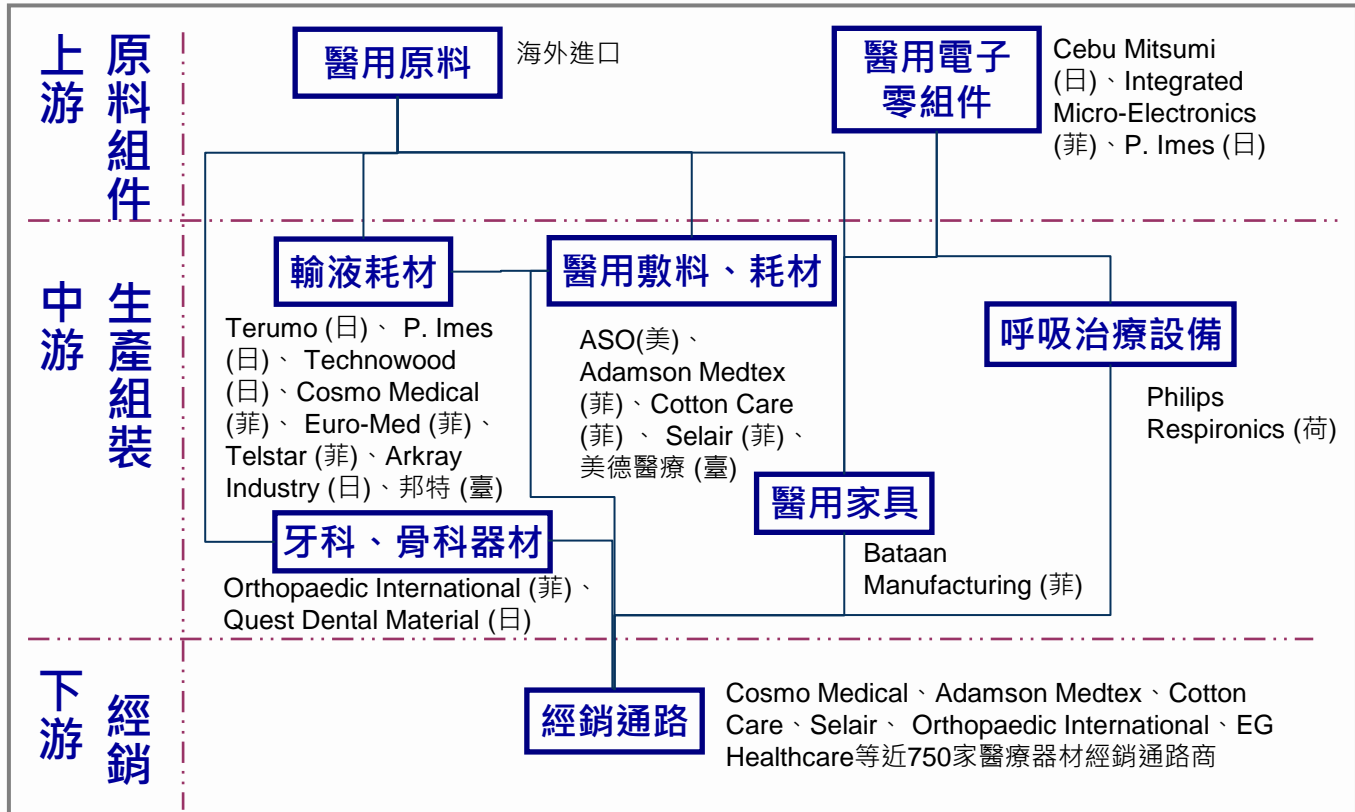 上游
原料組件
醫用原料
海外進口
醫用電子
零組件
Cebu Mitsumi
(日)、Integrated
Micro-Electronics
(菲)、P. Imes (日)
中游
生產組裝
輸液耗材
Terumo (日)、 P. Imes
(日)、 Technowood
(日)、Cosmo Medical
(菲)、 Euro-Med (菲)、
Telstar (菲)、Arkray
Industry (日)、邦特 (臺)
醫用敷料、耗材
ASO(美)、
Adamson Medtex
(菲)、Cotton Care
(菲) 、 Selair (菲)、
美德醫療 (臺)
呼吸治療設備
Philips
Respironics (荷)
醫用家具
Bataan
Manufacturing (菲)
牙科、骨科器材
Orthopaedic International (菲)、
Quest Dental Material (日)
下游
經銷
經銷通路
Cosmo Medical、Adamson Medtex、Cotton
Care、Selair、 Orthopaedic International、EG
Healthcare等近750家醫療器材經銷通路商